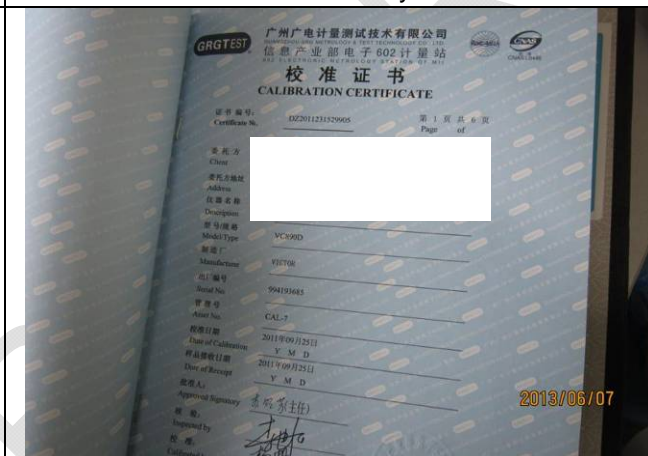 GRGTEST
广州广电计量测试技术有限公司
信息产业部电子602计量站
校准证书
CALIBRATION CERTIFICATE
证书编号:
Certificate No. DZ2011231529905
第 1 页 共 6 页
Page of
委托方
Client
委托方地址
Address
仪器名称
Description
型号/规格
Model/Type VC890D
制造厂
Manufacturer VICTOR
出厂编号
Serial No. 994195685
管理号
Asset No. CAL-7
校准日期 2011年09月25日
Date of Calibration Y M D
样品接收日期 2011年09月25日
Date of Receipt Y M D
批准人:
Approved Signatory
核 验:
Inspected by
校 准:
Calibrated by
2013/06/07